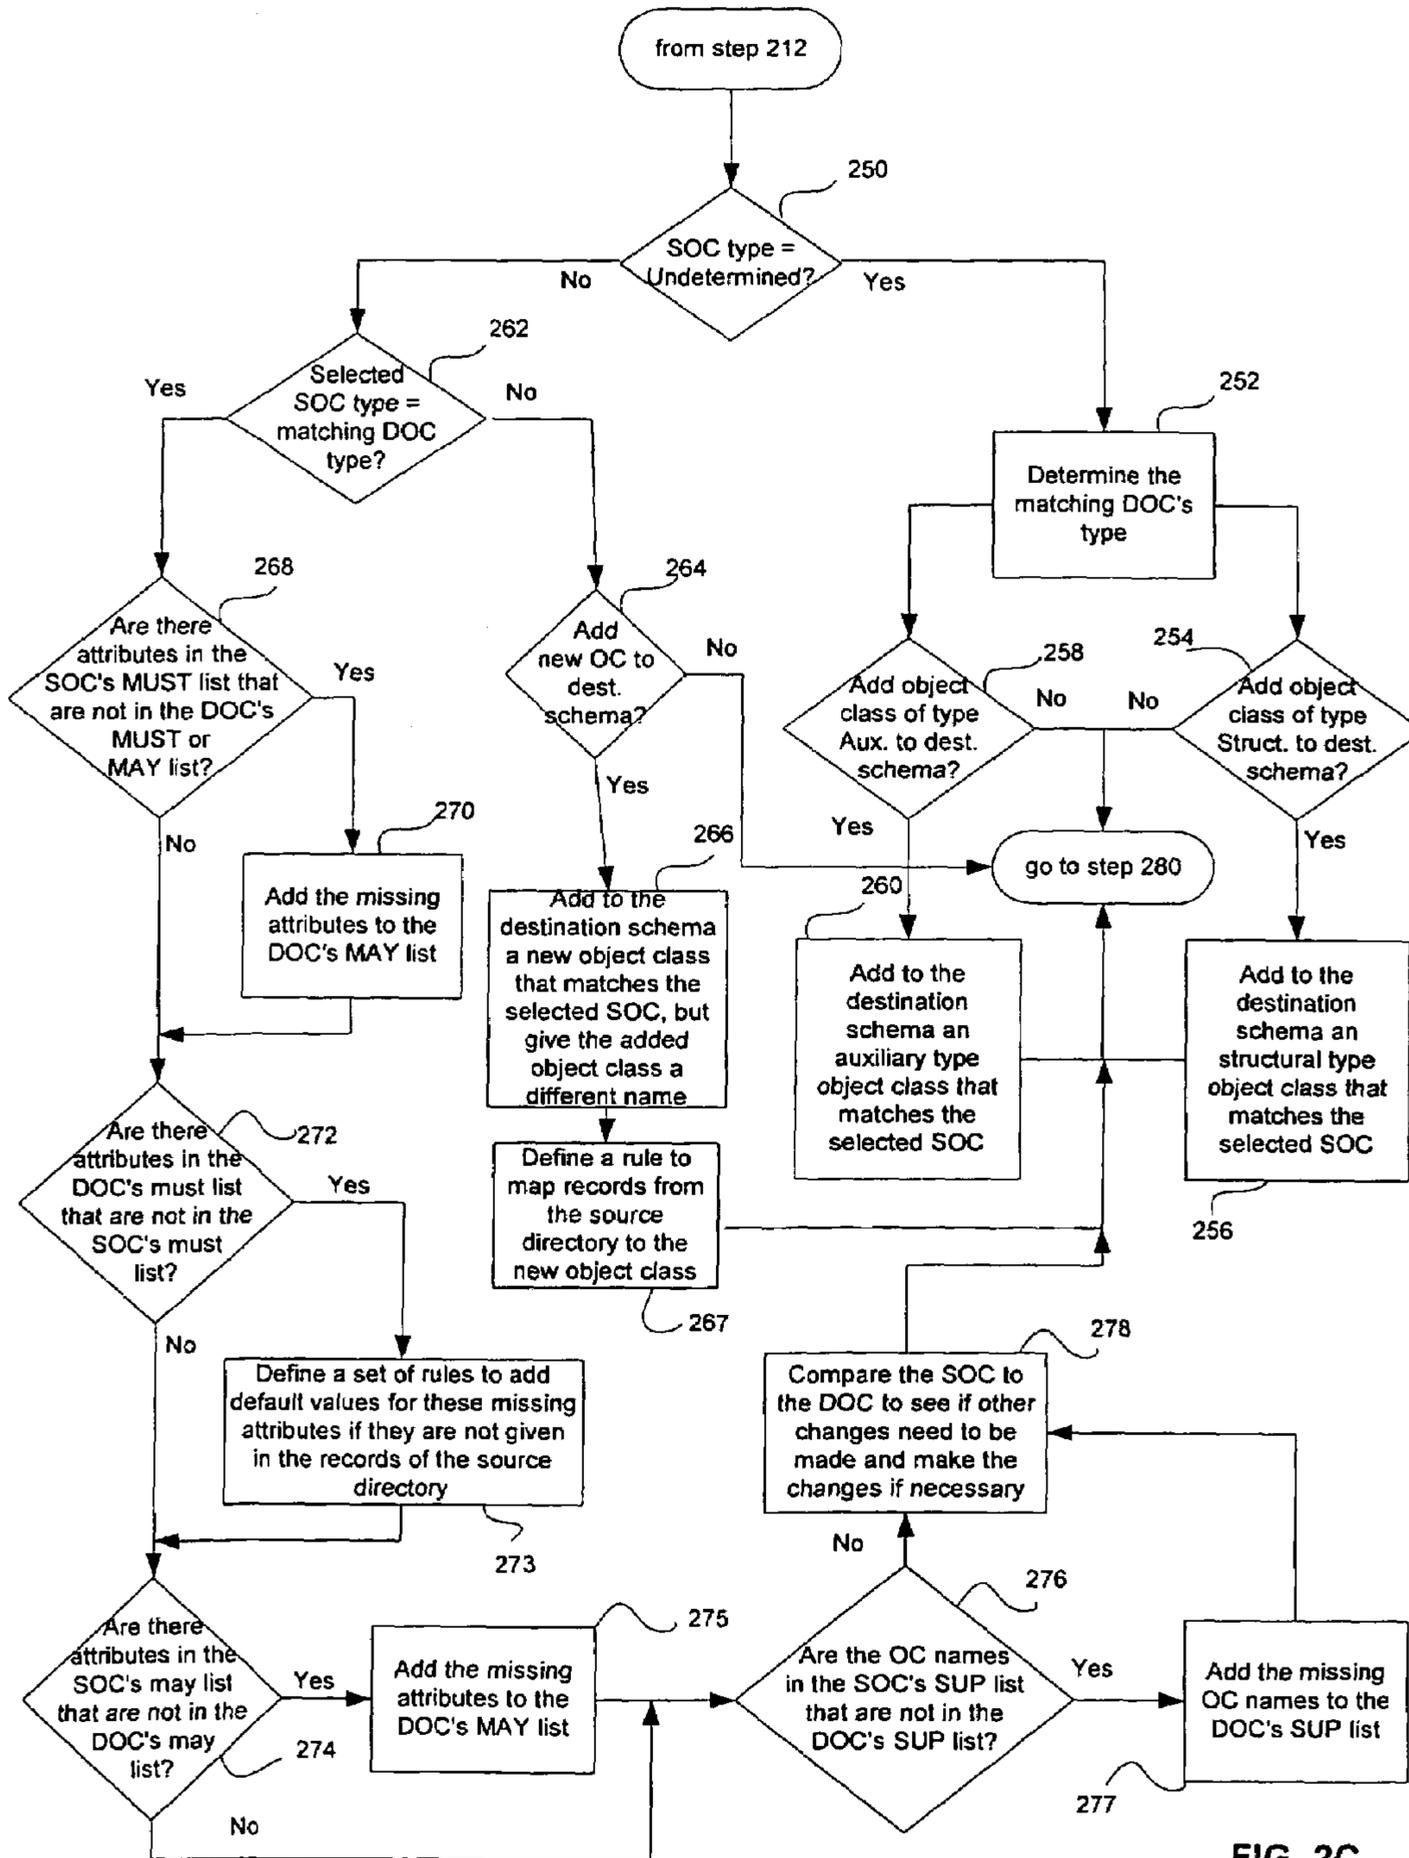 from step 212
250
SOC type =
Undetermined?
No
Yes
262
Selected
SOC type =
matching DOC
type?
Yes
No
252
Determine the
matching DOC's
type
268
Are there
attributes in the
SOC's MUST list that
are not in the DOC's
MUST or
MAY list?
Yes
No
264
Add
new OC to
dest.
schema?
No
Yes
258
Add object
class of type
Aux. to dest.
schema?
No
Yes
254
Add object
class of type
Struct. to dest.
schema?
No
Yes
270
Add the missing
attributes to the
DOC's MAY list
266
Add to the
destination schema
a new object class
that matches the
selected SOC, but
give the added
object class a
different name
go to step 280
260
Add to the
destination
schema an
auxiliary type
object class that
matches the
selected SOC
Add to the
destination
schema an
structural type
object class that
matches the
selected SOC
256
272
Are there
attributes in the
DOC's must list
that are not in the
SOC's must
list?
Yes
No
Define a rule to
map records from
the source
directory to the
new object class
267
Define a set of rules to add
default values for these missing
attributes if they are not given
in the records of the source
directory
273
278
Compare the SOC to
the DOC to see if other
changes need to be
made and make the
changes if necessary
No
Are there
attributes in the
SOC's may list
that are not in the
DOC's may
list?
274
Yes
No
275
Add the missing
attributes to the
DOC's MAY list
276
Are the OC names
in the SOC's SUP list
that are not in the
DOC's SUP list?
Yes
Add the missing
OC names to the
DOC's SUP list
277
FIG. 2C